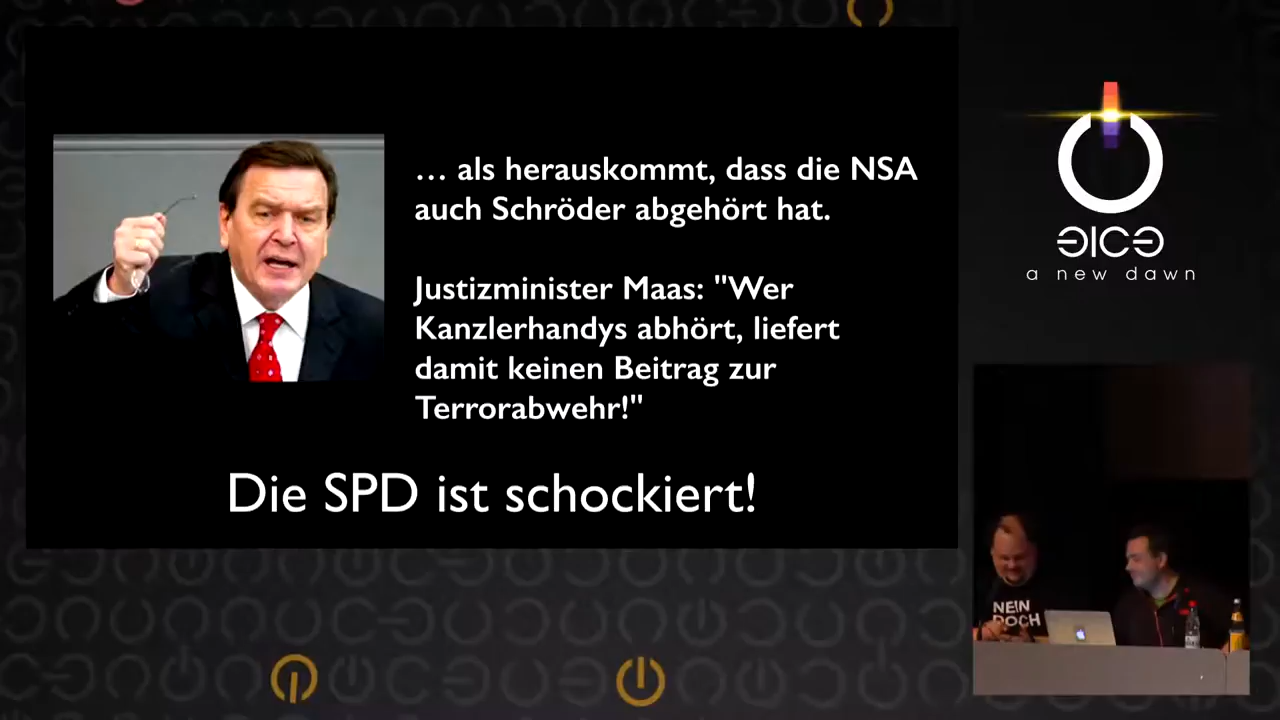 … als herauskommt, dass die NSA
auch Schröder abgehört hat.
Justizminister Maas: "Wer
Kanzlerhandys abhört, liefert
damit keinen Beitrag zur
Terrorabwehr!"
Die SPD ist schockiert!
a new dawn
NEIN
DOCH